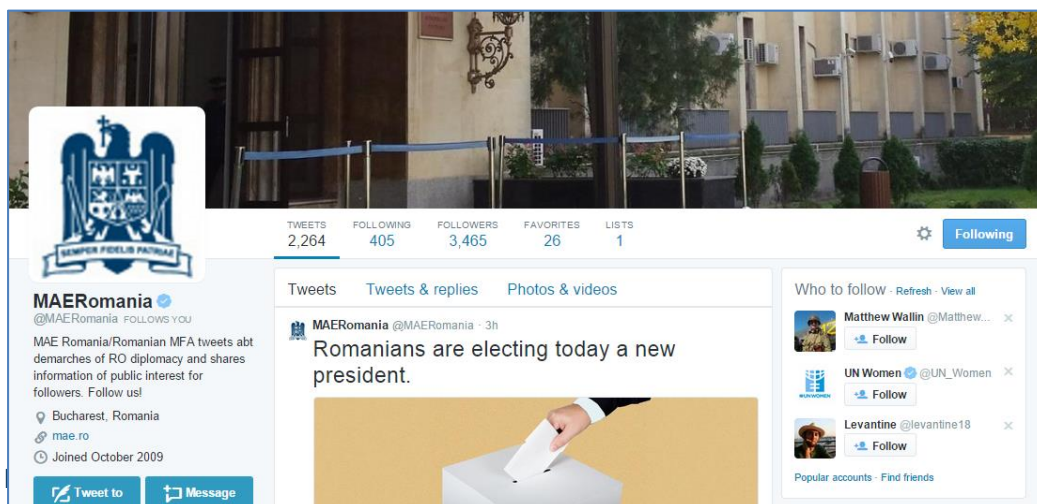 SEMPER FIDELIS PATRIAE
TWEETS FOLLOWING FOLLOWERS FAVORITES LISTS
2,264 405 3,465 26 1
Following
MAERomania
@MAERomania FOLLOWS YOU
MAE Romania/Romanian MFA tweets abt
demarches of RO diplomacy and shares
information of public interest for
followers. Follow us!
Bucharest, Romania
mae.ro
Joined October 2009
Tweet to Message
Tweets Tweets & replies Photos & videos
MAERomania @MAERomania · 3h
Romanians are electing today a new
president.
Who to follow · Refresh · View all
Matthew Wallin @Matthew... ×
Follow
UN Women @UN_Women ×
UN WOMEN
Follow
Levantine @levantine18 ×
Follow
Popular accounts · Find friends